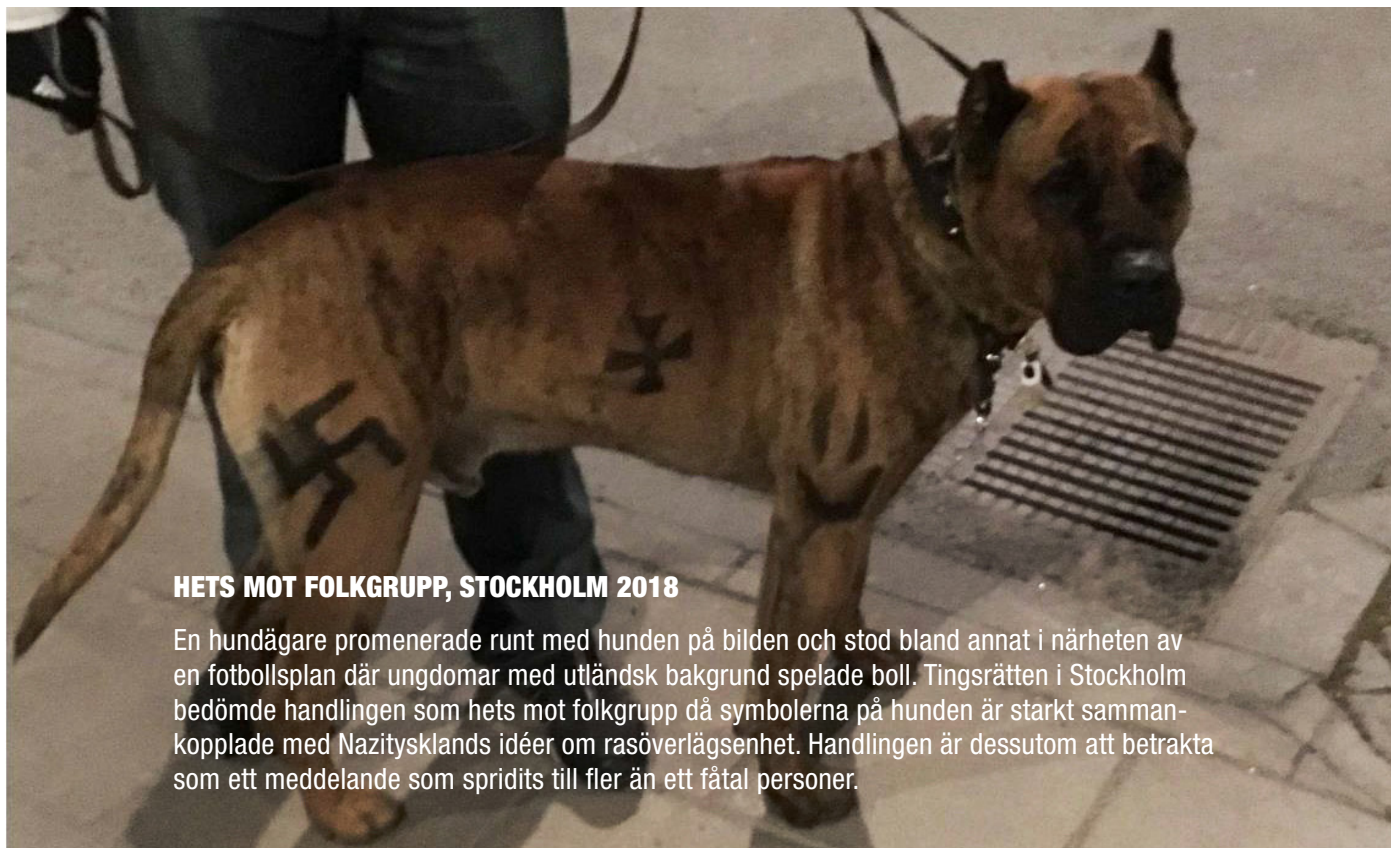 HETS MOT FOLKGRUPP, STOCKHOLM 2018
En hundägare promenerade runt med hunden på bilden och stod bland annat i närheten av
en fotbollsplan där ungdomar med utländsk bakgrund spelade boll. Tingsrätten i Stockholm
bedömde handlingen som hets mot folkgrupp då symbolerna på hunden är starkt samman-
kopplade med Nazitysklands idéer om rasöverlägsenhet. Handlingen är dessutom att betrakta
som ett meddelande som spridits till fler än ett fåtal personer.